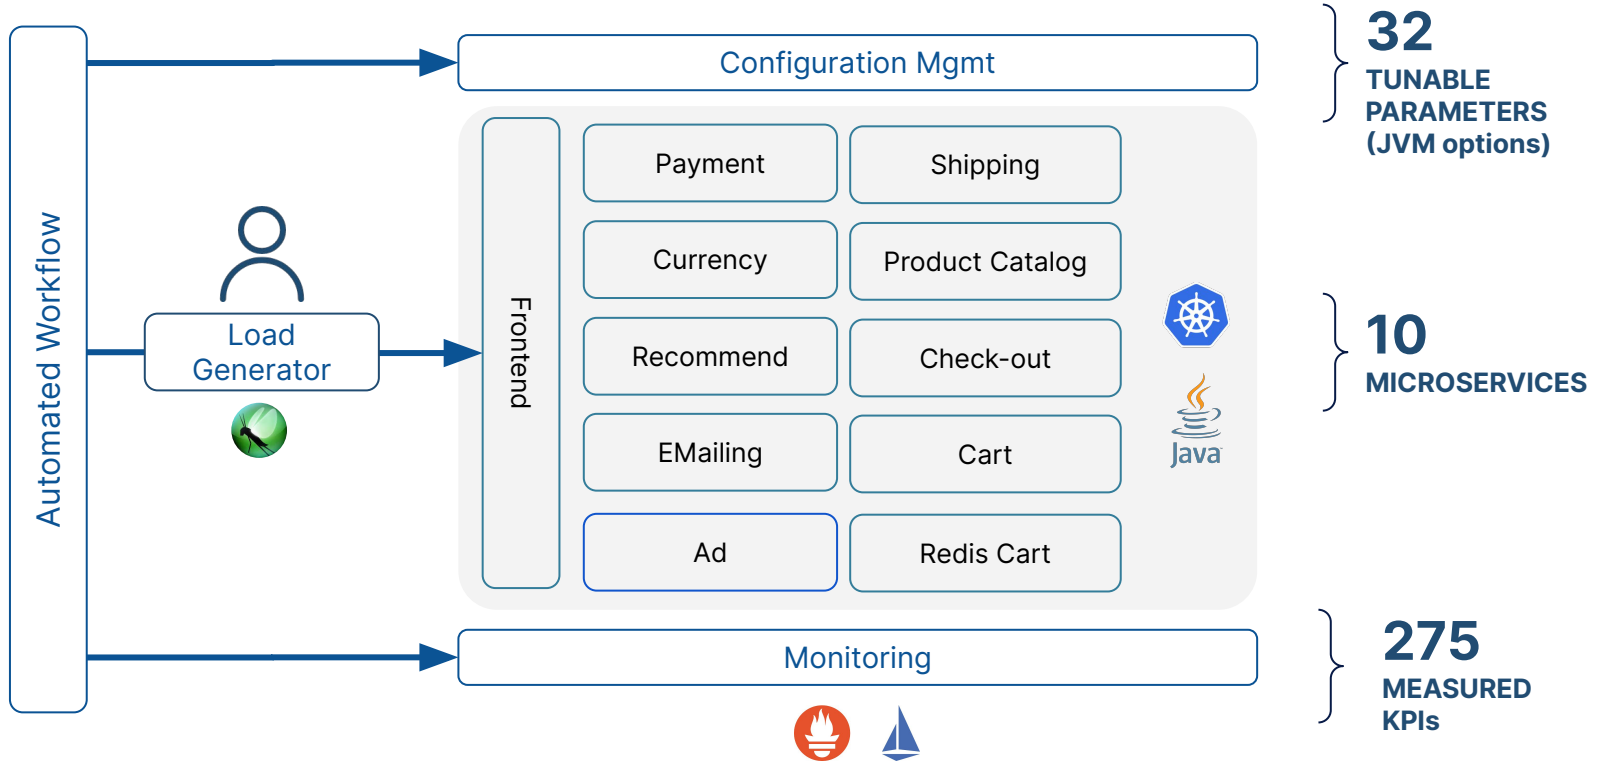 Automated Workflow
Configuration Mgmt
Load
Generator
Frontend
Payment
Shipping
Currency
Product Catalog
Recommend
Check-out
EMailing
Cart
Ad
Redis Cart
Java
Monitoring
32
TUNABLE
PARAMETERS
(JVM options)
10
MICROSERVICES
275
MEASURED
KPIs